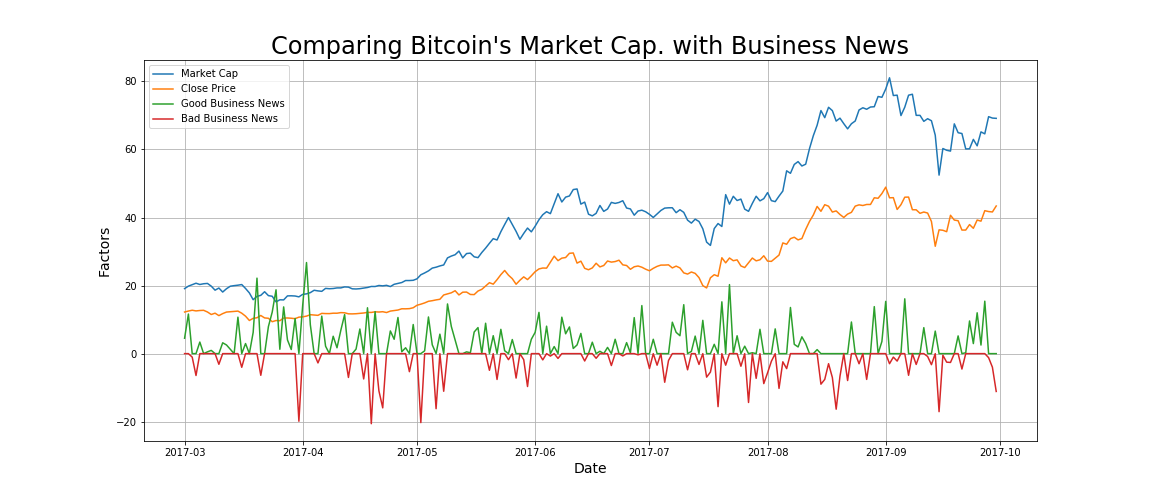 Comparing Bitcoin's Market Cap. with Business News
Market Cap
Close Price
Good Business News
Bad Business News
80
60
40
20
0
−20
Factors
2017-03 2017-04 2017-05 2017-06 2017-07 2017-08 2017-09 2017-10
Date